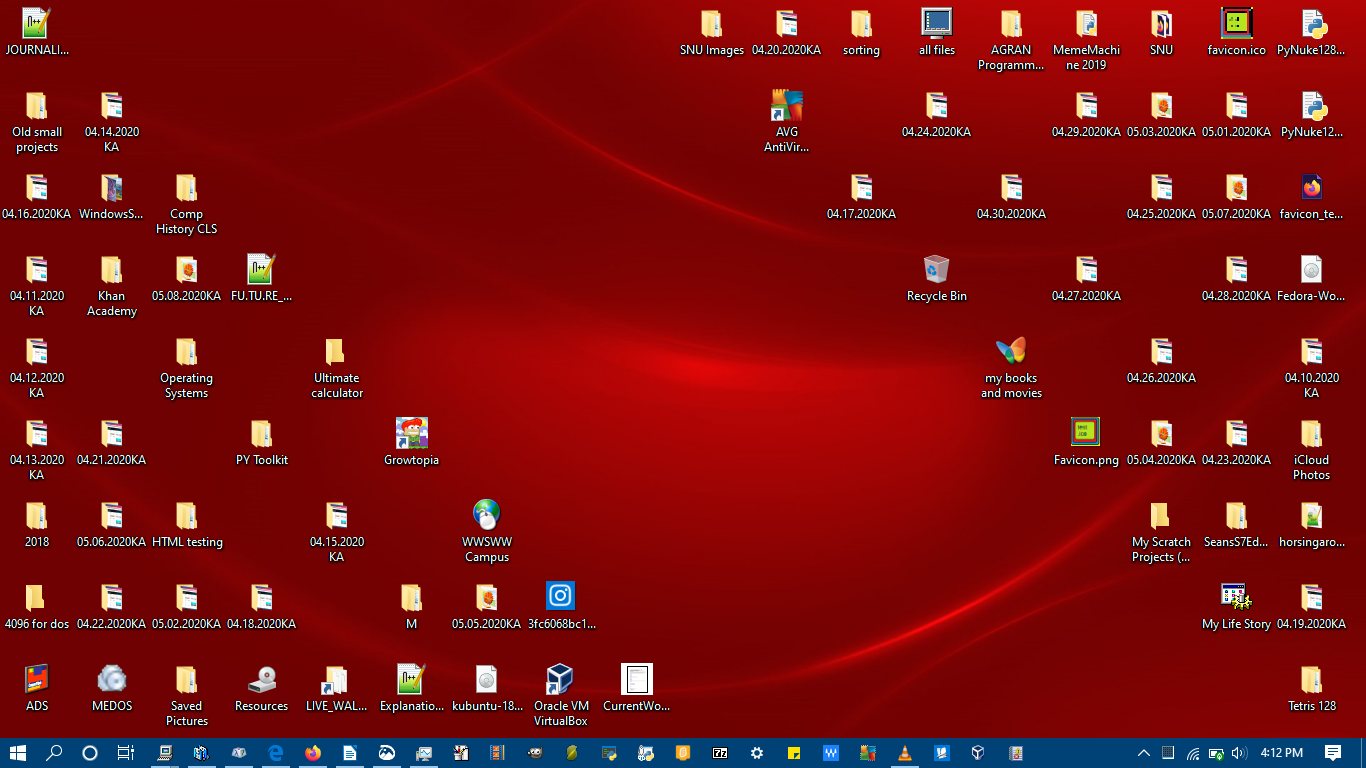 JOURNALI...
SNU Images
04.20.2020KA
sorting
all files
AGRAN
Programm...
MemeMachi
ne 2019
SNU
favicon.ico
PyNuke128...
Old small
projects
04.14.2020
KA
AVG
AntiVir...
04.24.2020KA
04.29.2020KA
05.03.2020KA
05.01.2020KA
PyNuke12...
04.16.2020KA
WindowsS...
Comp
History CLS
04.17.2020KA
04.30.2020KA
04.25.2020KA
05.07.2020KA
favicon_te...
04.11.2020
KA
Khan
Academy
05.08.2020KA
FU.TU.RE_...
Recycle Bin
04.27.2020KA
04.28.2020KA
Fedora-Wo...
04.12.2020
KA
Operating
Systems
Ultimate
calculator
my books
and movies
04.26.2020KA
04.10.2020
KA
04.13.2020
KA
04.21.2020KA
PY Toolkit
Growtopia
Favicon.png
05.04.2020KA
04.23.2020KA
iCloud
Photos
2018
05.06.2020KA
HTML testing
04.15.2020
KA
WWSWW
Campus
My Scratch
Projects (...
SeansS7Ed...
horsingaro...
4096 for dos
04.22.2020KA
05.02.2020KA
04.18.2020KA
M
05.05.2020KA
3fc6068bc1...
My Life Story
04.19.2020KA
ADS
MEDOS
Saved
Pictures
Resources
LIVE_WAL...
Explanatio...
kubuntu-18...
Oracle VM
VirtualBox
CurrentWo...
Tetris 128
4:12 PM